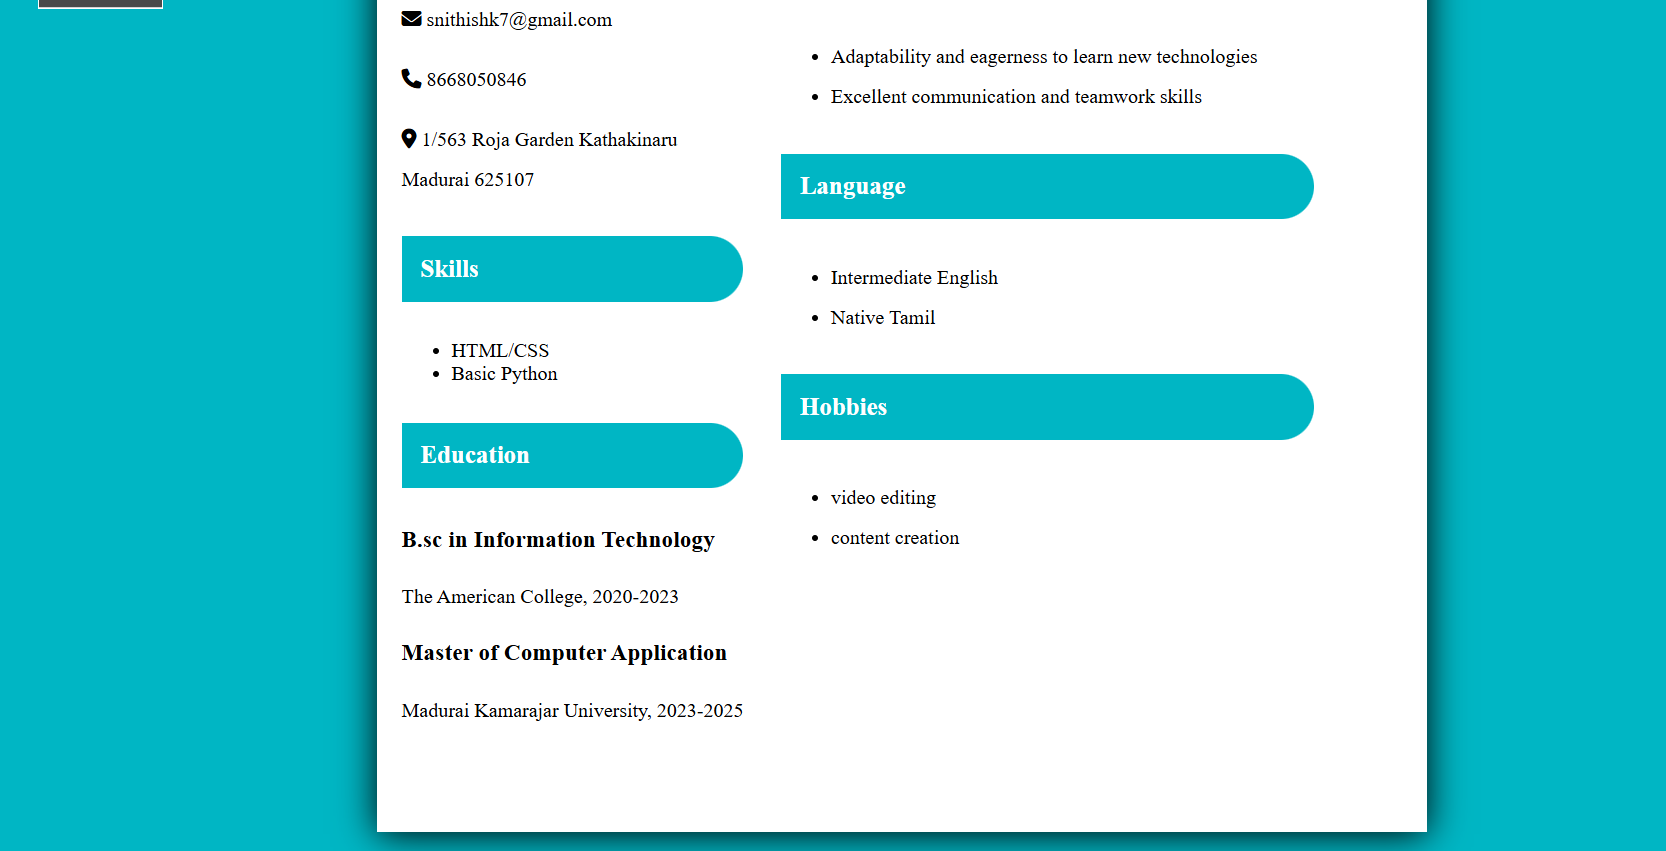 snithishk7@gmail.com
8668050846
1/563 Roja Garden Kathakinaru
Madurai 625107
Skills
HTML/CSS
Basic Python
Education
B.sc in Information Technology
The American College, 2020-2023
Master of Computer Application
Madurai Kamarajar University, 2023-2025
Adaptability and eagerness to learn new technologies
Excellent communication and teamwork skills
Language
Intermediate English
Native Tamil
Hobbies
video editing
content creation